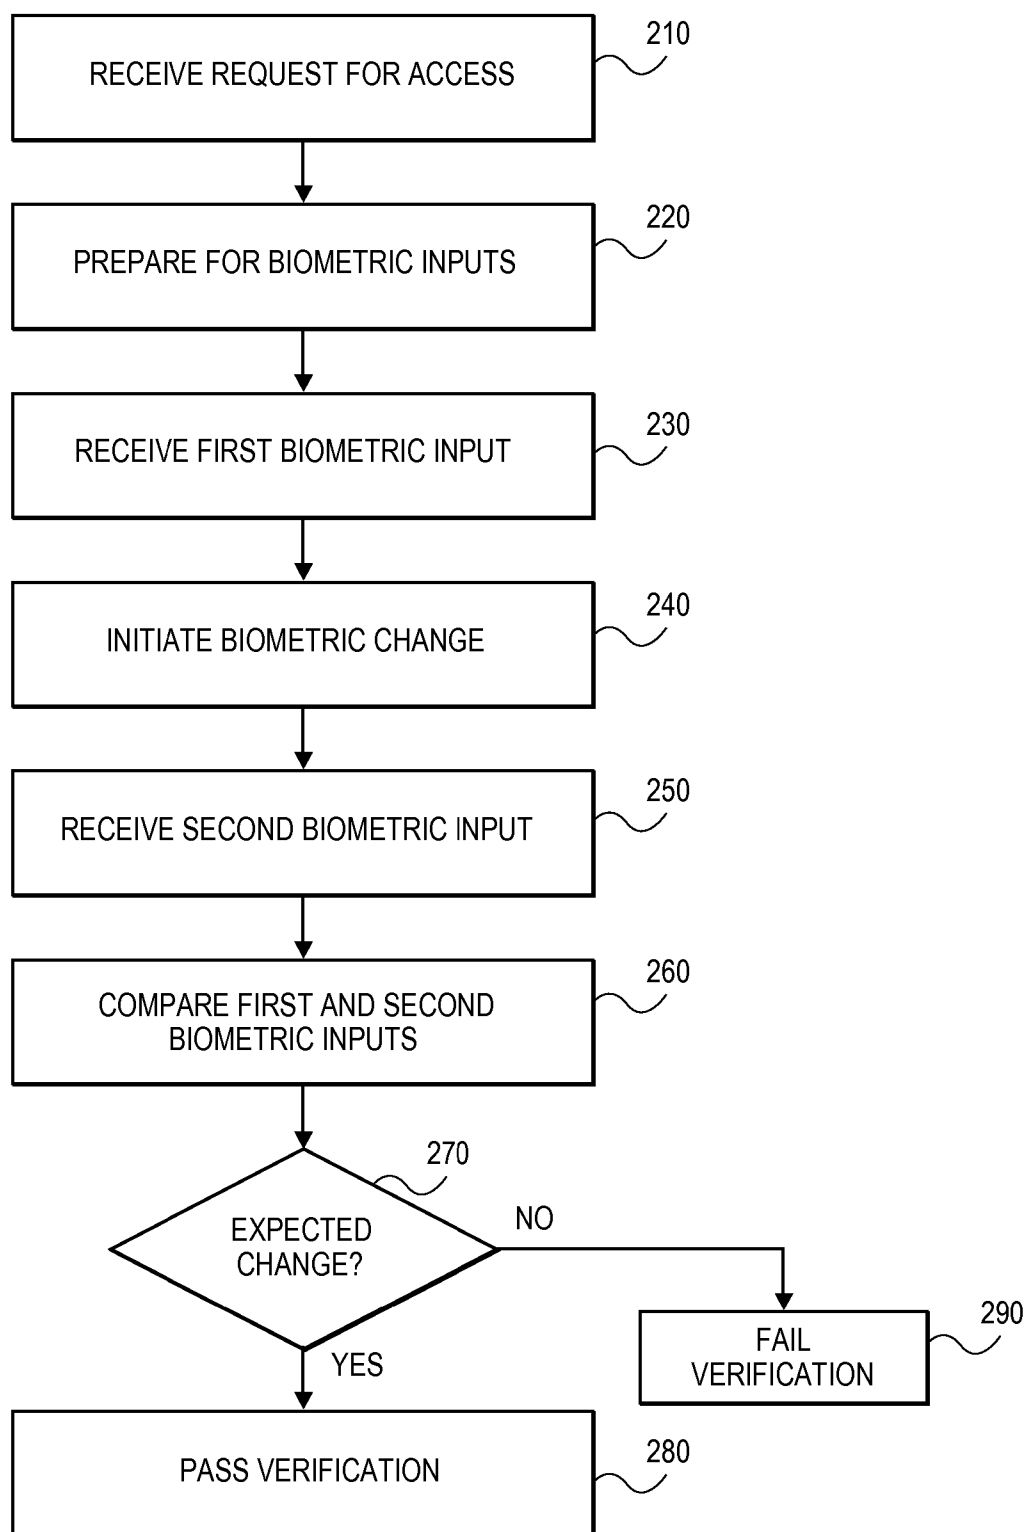 210
RECEIVE REQUEST FOR ACCESS
220
PREPARE FOR BIOMETRIC INPUTS
230
RECEIVE FIRST BIOMETRIC INPUT
240
INITIATE BIOMETRIC CHANGE
250
RECEIVE SECOND BIOMETRIC INPUT
260
COMPARE FIRST AND SECOND
BIOMETRIC INPUTS
270
EXPECTED
CHANGE?
NO
YES
290
FAIL
VERIFICATION
280
PASS VERIFICATION